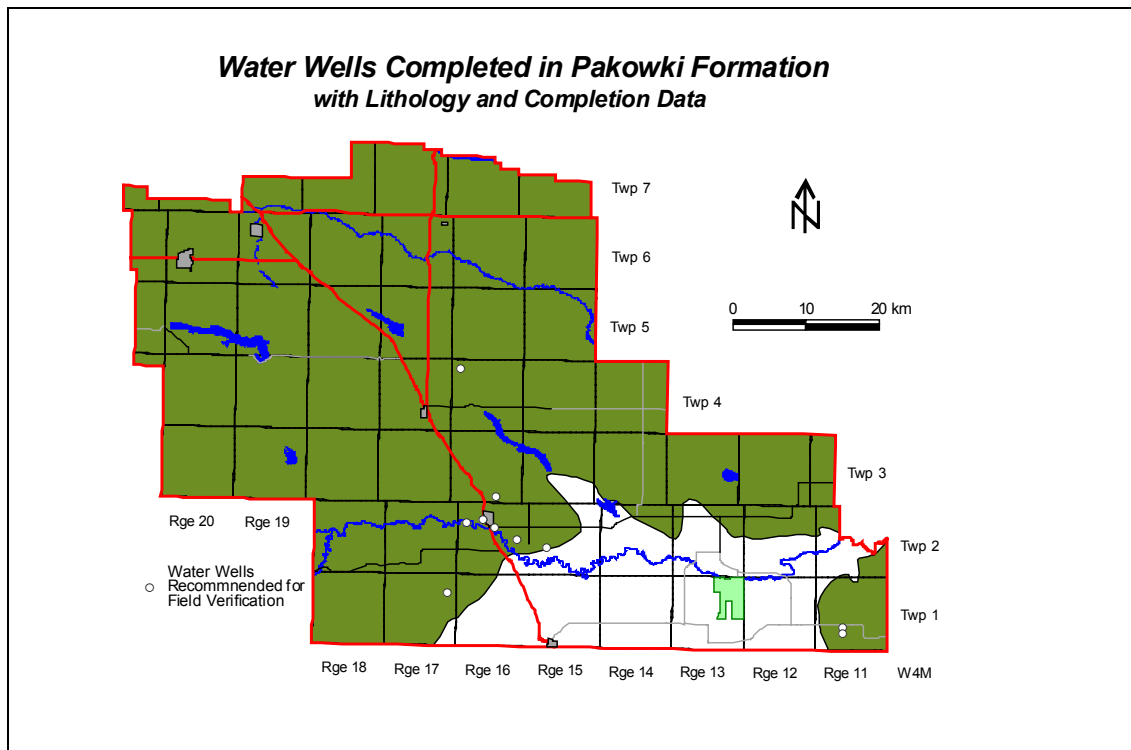 Water Wells Completed in Pakowki Formation
with Lithology and Completion Data
Twp 7
N
Twp 6
0 10 20 km
Twp 5
Twp 4
Twp 3
Rge 20 Rge 19
Twp 2
Water Wells
Recommnended for
Field Verification
Twp 1
Rge 18 Rge 17 Rge 16 Rge 15 Rge 14 Rge 13 Rge 12 Rge 11 W4M